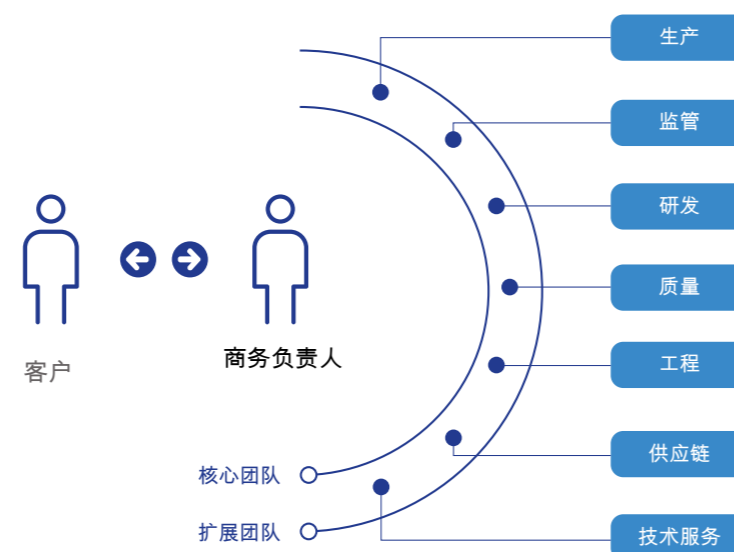 生产
监管
研发
质量
工程
供应链
技术服务
客户
商务负责人
核心团队
扩展团队